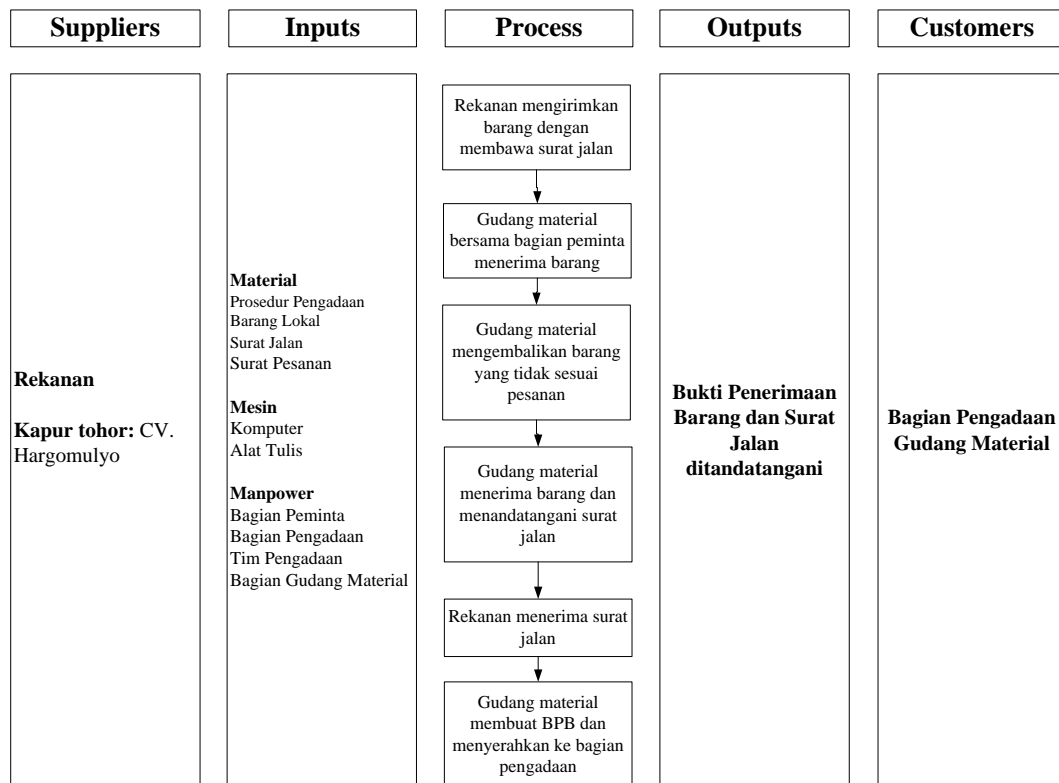 Suppliers
Inputs
Process
Outputs
Customers
Rekanan
Kapur tohor: CV.
Hargomulyo
Material
Prosedur Pengadaan
Barang Lokal
Surat Jalan
Surat Pesanan
Mesin
Komputer
Alat Tulis
Manpower
Bagian Peminta
Bagian Pengadaan
Tim Pengadaan
Bagian Gudang Material
Rekanan mengirimkan
barang dengan
membawa surat jalan
Gudang material
bersama bagian peminta
menerima barang
Gudang material
mengembalikan barang
yang tidak sesuai
pesanan
Gudang material
menerima barang dan
menandatangani surat
jalan
Rekanan menerima surat
jalan
Gudang material
membuat BPB dan
menyerahkan ke bagian
pengadaan
Bukti Penerimaan
Barang dan Surat
Jalan
ditandatangani
Bagian Pengadaan
Gudang Material